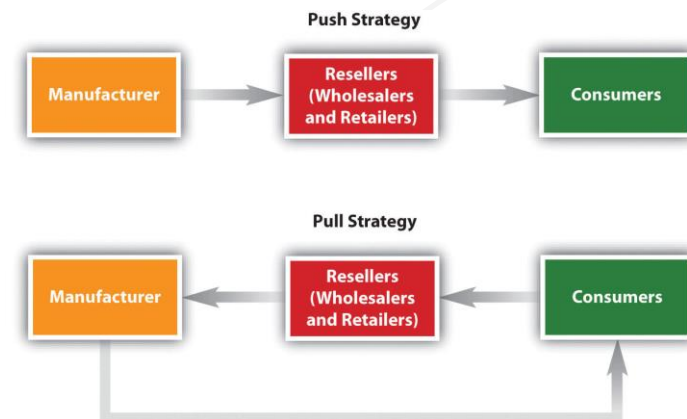 Push Strategy
Manufacturer
Resellers
(Wholesalers
and Retailers)
Consumers
Pull Strategy
Manufacturer
Resellers
(Wholesalers
and Retailers)
Consumers